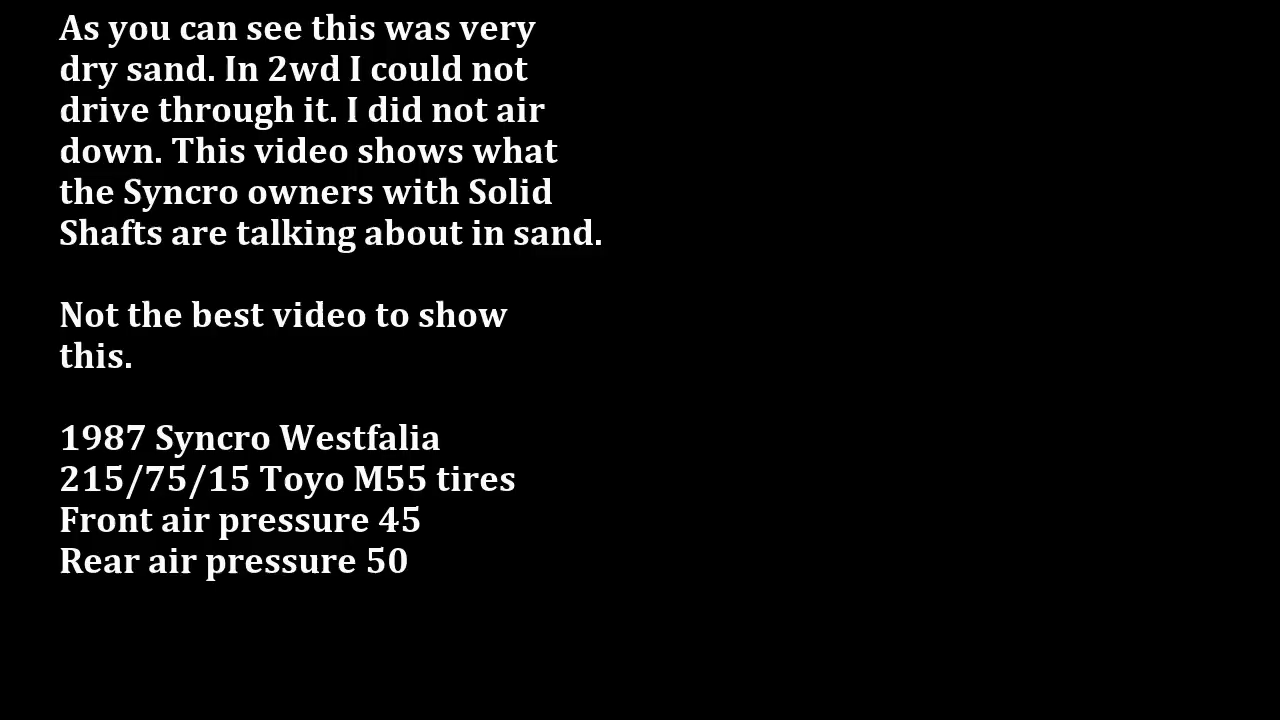 As you can see this was very
dry sand. In 2wd I could not
drive through it. I did not air
down. This video shows what
the Syncro owners with Solid
Shafts are talking about in sand.
Not the best video to show
this.
1987 Syncro Westfalia
215/75/15 Toyo M55 tires
Front air pressure 45
Rear air pressure 50